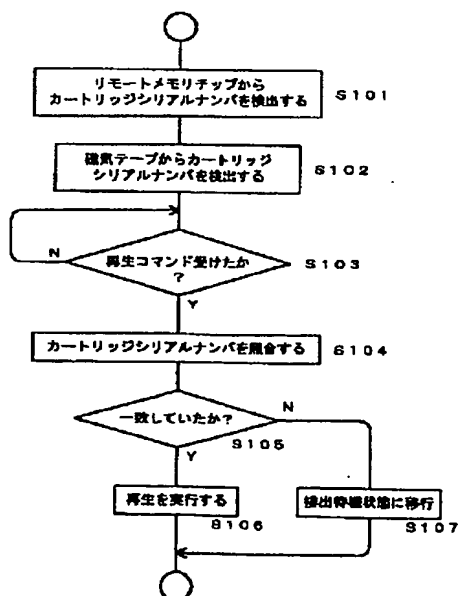 リモートメモリチップから
カートリッジシリアルナンバを検出する
S101
磁気テープからカートリッジ
シリアルナンバを検出する
S102
N
再生コマンド受けたか
?
S103
Y
カートリッジシリアルナンバを照合する
S104
一致していたか?
N
S105
Y
再生を実行する
S106
排出待機状態に移行
S107